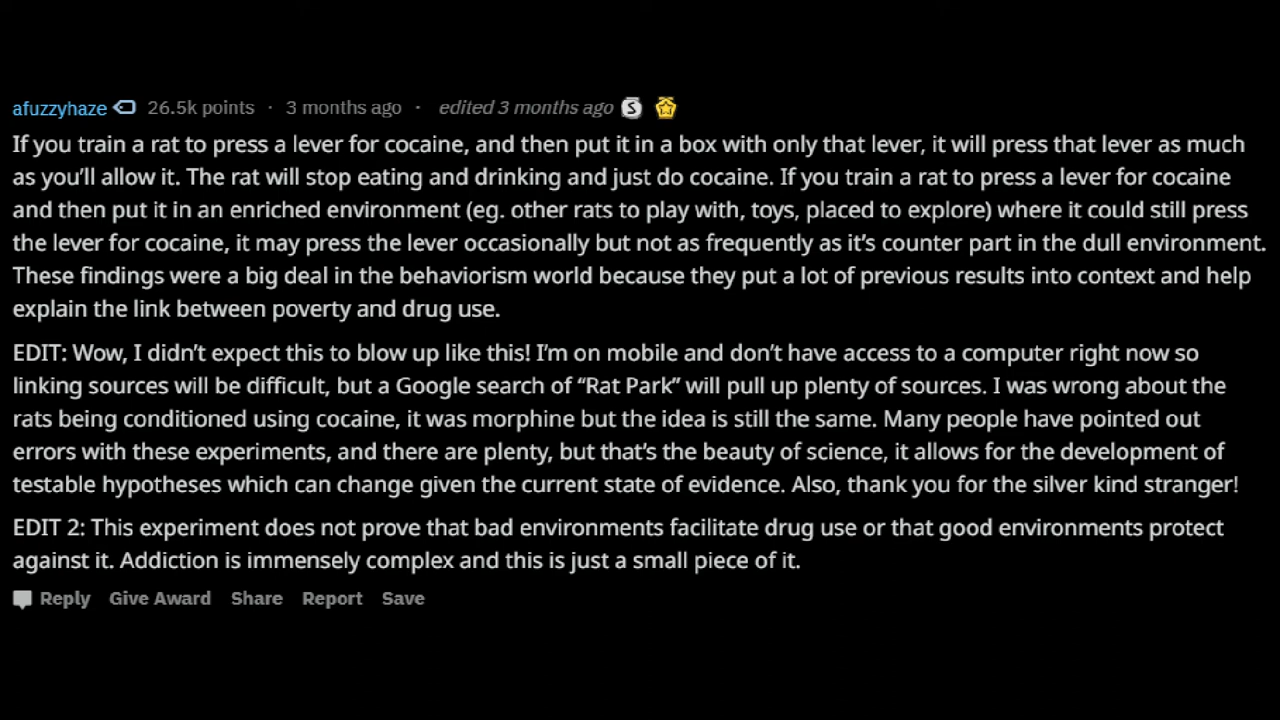 afuzzyhaze 26.5k points · 3 months ago · edited 3 months ago S
If you train a rat to press a lever for cocaine, and then put it in a box with only that lever, it will press that lever as much
as you'll allow it. The rat will stop eating and drinking and just do cocaine. If you train a rat to press a lever for cocaine
and then put it in an enriched environment (eg. other rats to play with, toys, placed to explore) where it could still press
the lever for cocaine, it may press the lever occasionally but not as frequently as it's counter part in the dull environment.
These findings were a big deal in the behaviorism world because they put a lot of previous results into context and help
explain the link between poverty and drug use.
EDIT: Wow, I didn't expect this to blow up like this! I'm on mobile and don't have access to a computer right now so
linking sources will be difficult, but a Google search of “Rat Park” will pull up plenty of sources. I was wrong about the
rats being conditioned using cocaine, it was morphine but the idea is still the same. Many people have pointed out
errors with these experiments, and there are plenty, but that's the beauty of science, it allows for the development of
testable hypotheses which can change given the current state of evidence. Also, thank you for the silver kind stranger!
EDIT 2: This experiment does not prove that bad environments facilitate drug use or that good environments protect
against it. Addiction is immensely complex and this is just a small piece of it.
Reply Give Award Share Report Save